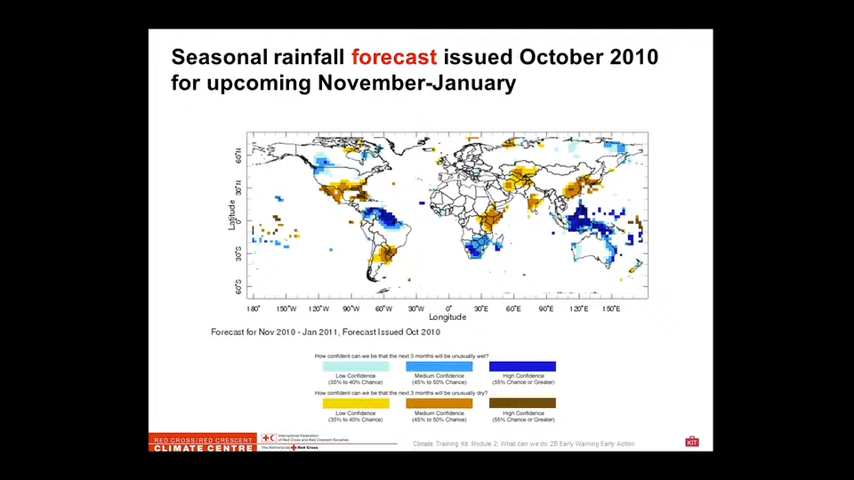 Seasonal rainfall forecast issued October 2010
for upcoming November-January
Latitude
60°N
30°N
0°
30°S
60°S
180° 150°W 120°W 90°W 60°W 30°W 0° 30°E 60°E 90°E 120°E 150°E
Longitude
Forecast for Nov 2010 - Jan 2011, Forecast Issued Oct 2010
How confident can we be that the next 3 months will be unusually wet?
Low Confidence Medium Confidence High Confidence
(35% to 40% Chance) (45% to 50% Chance) (55% Chance or Greater)
How confident can we be that the next 3 months will be unusually dry?
Low Confidence Medium Confidence High Confidence
(35% to 40% Chance) (45% to 50% Chance) (55% Chance or Greater)
RED CROSS/RED CRESCENT
CLIMATE CENTRE
International Federation
of Red Cross and Red Crescent Societies
The Netherlands Red Cross
Climate Training Kit. Module 2: What can we do, 2B Early Warning Early Action
KIT